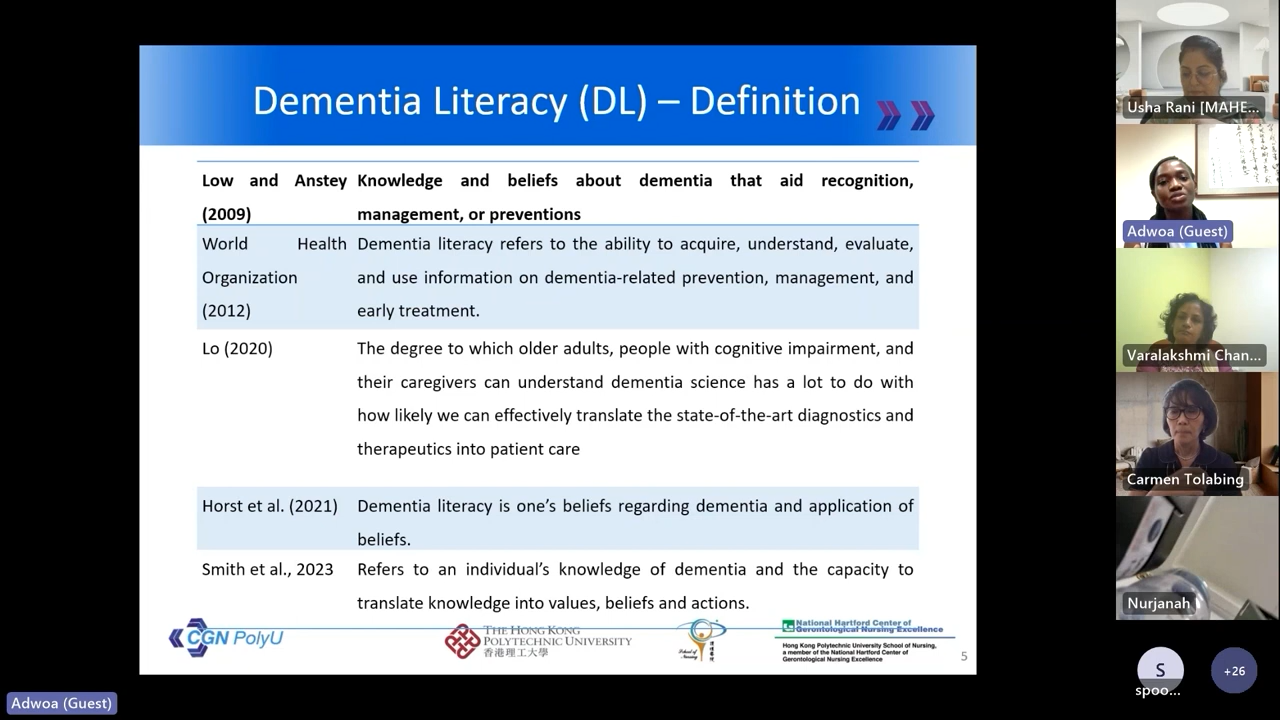 Dementia Literacy (DL) – Definition
Low and Anstey (2009)
Knowledge and beliefs about dementia that aid recognition,
management, or preventions
World Health
Organization
(2012)
Dementia literacy refers to the ability to acquire, understand, evaluate,
and use information on dementia-related prevention, management, and
early treatment.
Lo (2020)
The degree to which older adults, people with cognitive impairment, and
their caregivers can understand dementia science has a lot to do with
how likely we can effectively translate the state-of-the-art diagnostics and
therapeutics into patient care
Horst et al. (2021)
Dementia literacy is one’s beliefs regarding dementia and application of
beliefs.
Smith et al., 2023
Refers to an individual’s knowledge of dementia and the capacity to
translate knowledge into values, beliefs and actions.
CGN PolyU
THE HONG KONG
POLYTECHNIC UNIVERSITY
香港理工大學
School of
Nursing
National Hartford Center of
Gerontological Nursing Excellence
Hong Kong Polytechnic University School of Nursing,
a member of the National Hartford Center of
Gerontological Nursing Excellence
5
Usha Rani [MAHE...
Adwoa (Guest)
Varalakshmi Chan...
Carmen Tolabing
Nurjanah
S
spoo...
+26
Adwoa (Guest)